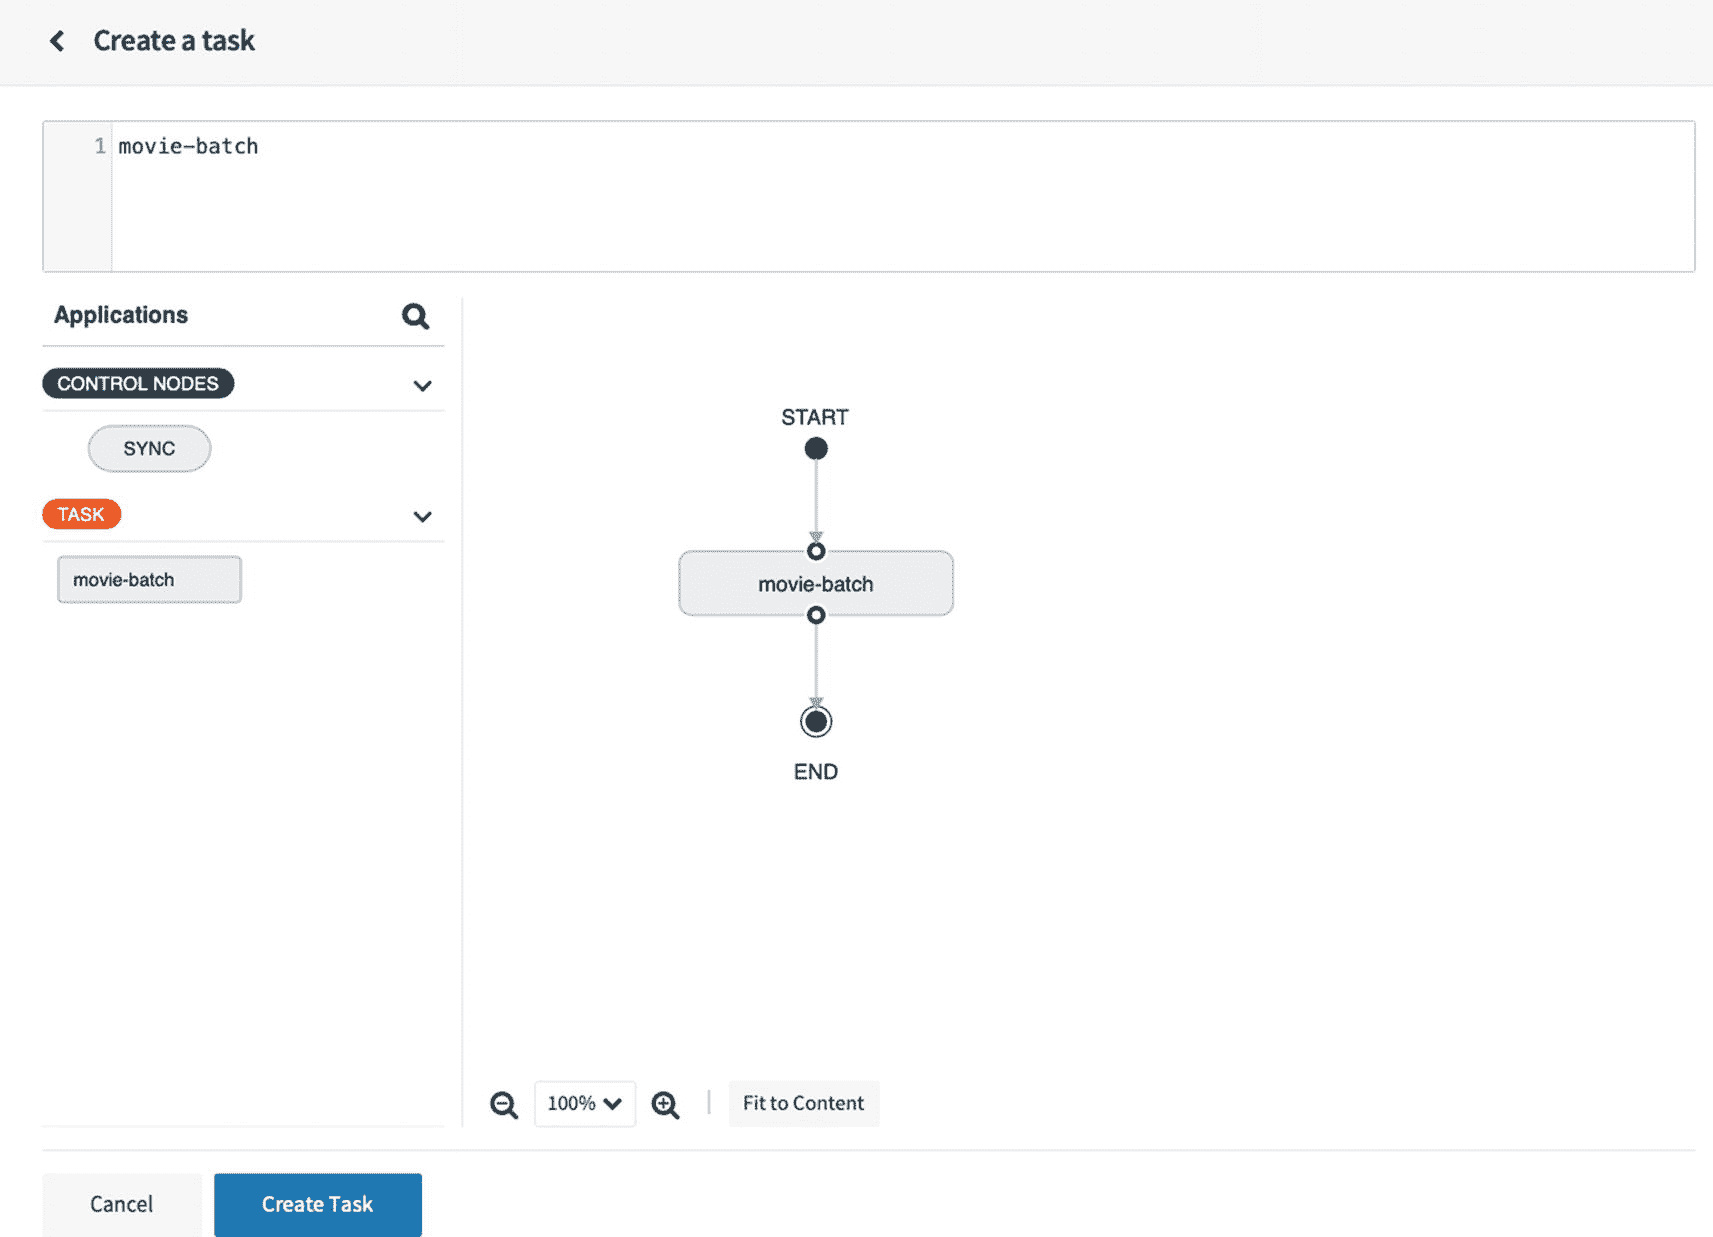 Create a task
1 movie-batch
Applications
CONTROL NODES
SYNC
TASK
movie-batch
START
movie-batch
END
100%
Fit to Content
Cancel
Create Task